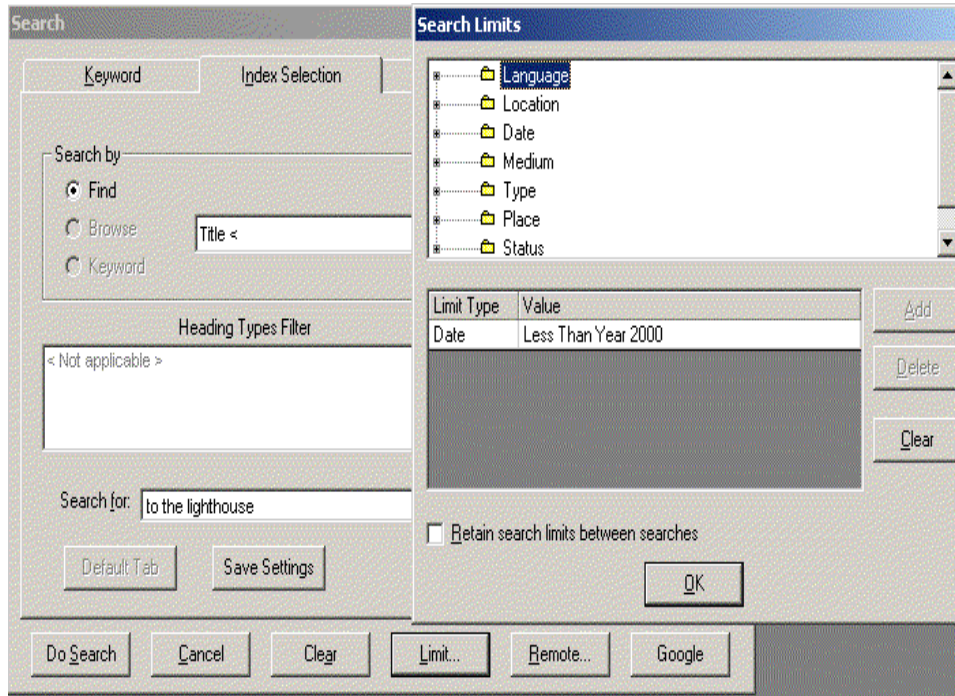 Search
Keyword
Index Selection
Search by
Find
Browse
Title <
Keyword
Heading Types Filter
< Not applicable >
Search for:
to the lighthouse
Default Tab
Save Settings
Do Search
Cancel
Clear
Limit...
Remote...
Google
Search Limits
Language
Location
Date
Medium
Type
Place
Status
Limit Type
Value
Date
Less Than Year 2000
Add
Delete
Clear
Retain search limits between searches
OK